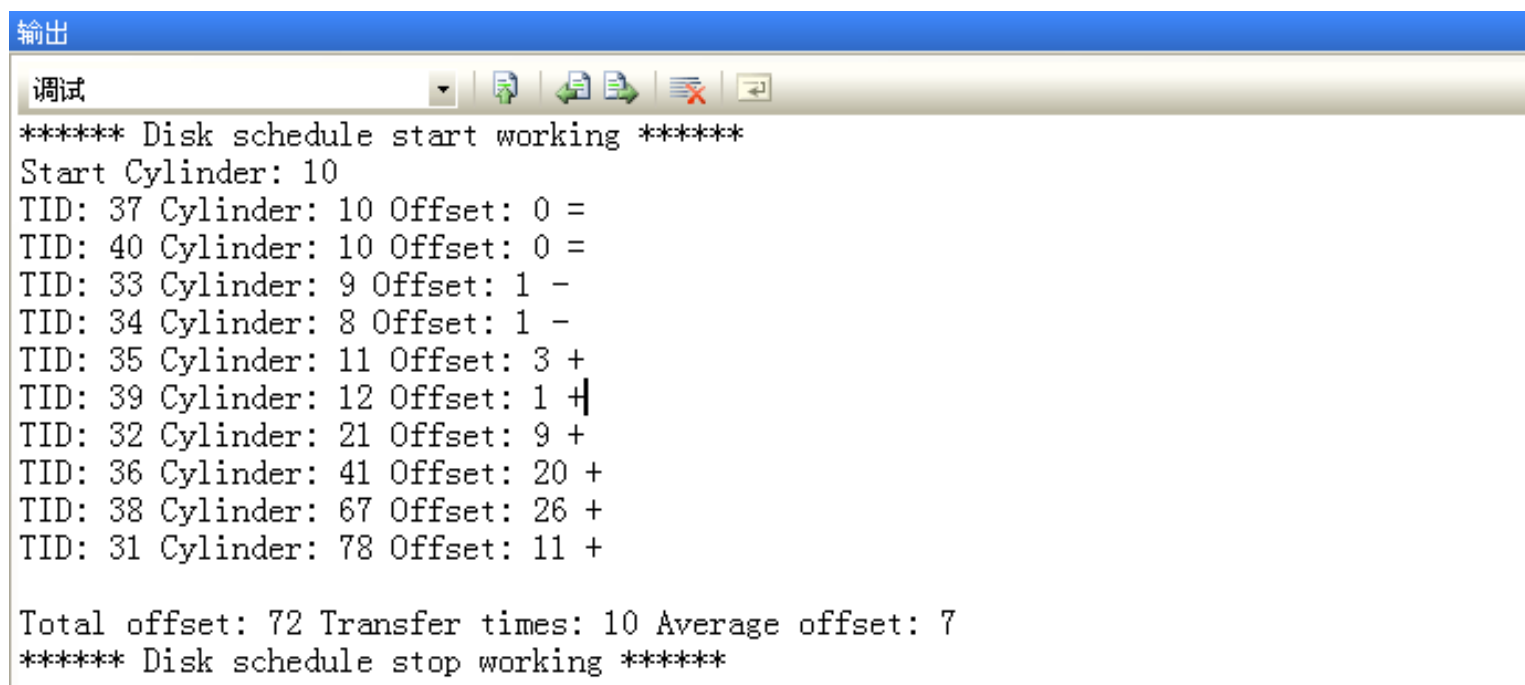 输出
调试
****** Disk schedule start working ******
Start Cylinder: 10
TID: 37 Cylinder: 10 Offset: 0 =
TID: 40 Cylinder: 10 Offset: 0 =
TID: 33 Cylinder: 9 Offset: 1 -
TID: 34 Cylinder: 8 Offset: 1 -
TID: 35 Cylinder: 11 Offset: 3 +
TID: 39 Cylinder: 12 Offset: 1 +
TID: 32 Cylinder: 21 Offset: 9 +
TID: 36 Cylinder: 41 Offset: 20 +
TID: 38 Cylinder: 67 Offset: 26 +
TID: 31 Cylinder: 78 Offset: 11 +
Total offset: 72 Transfer times: 10 Average offset: 7
****** Disk schedule stop working ******